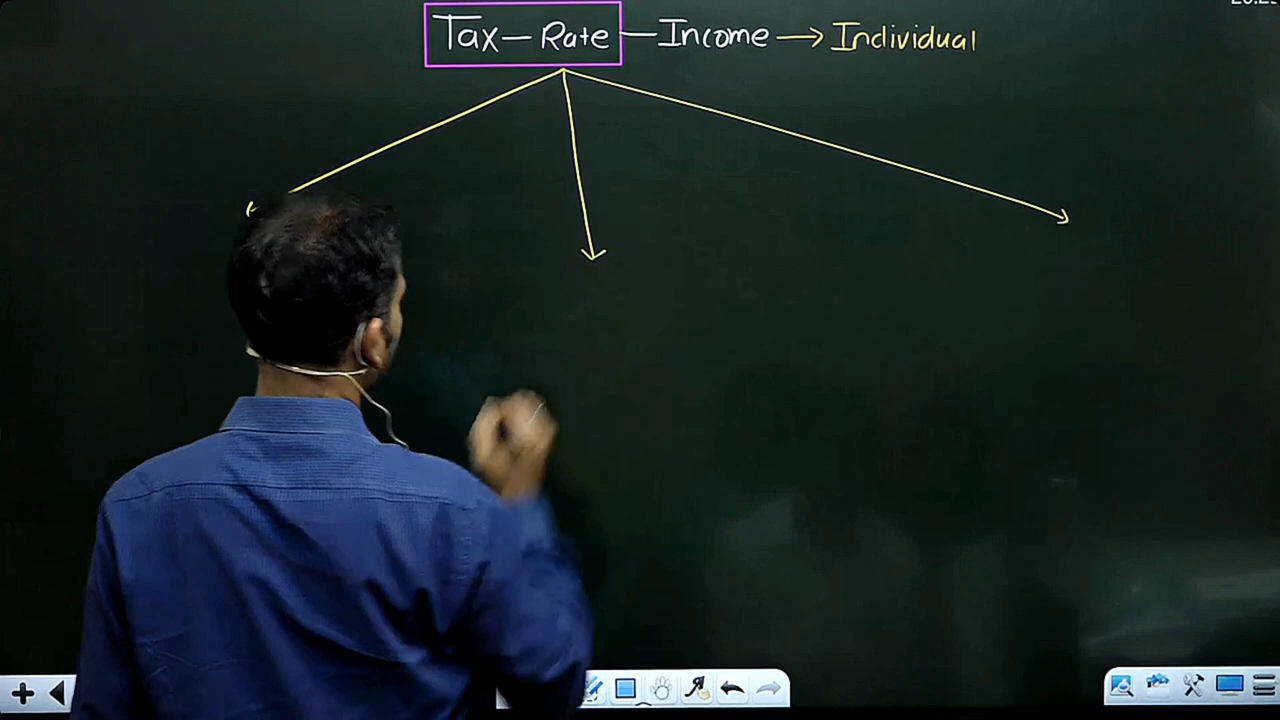 Tax — Rate — Income → Individual